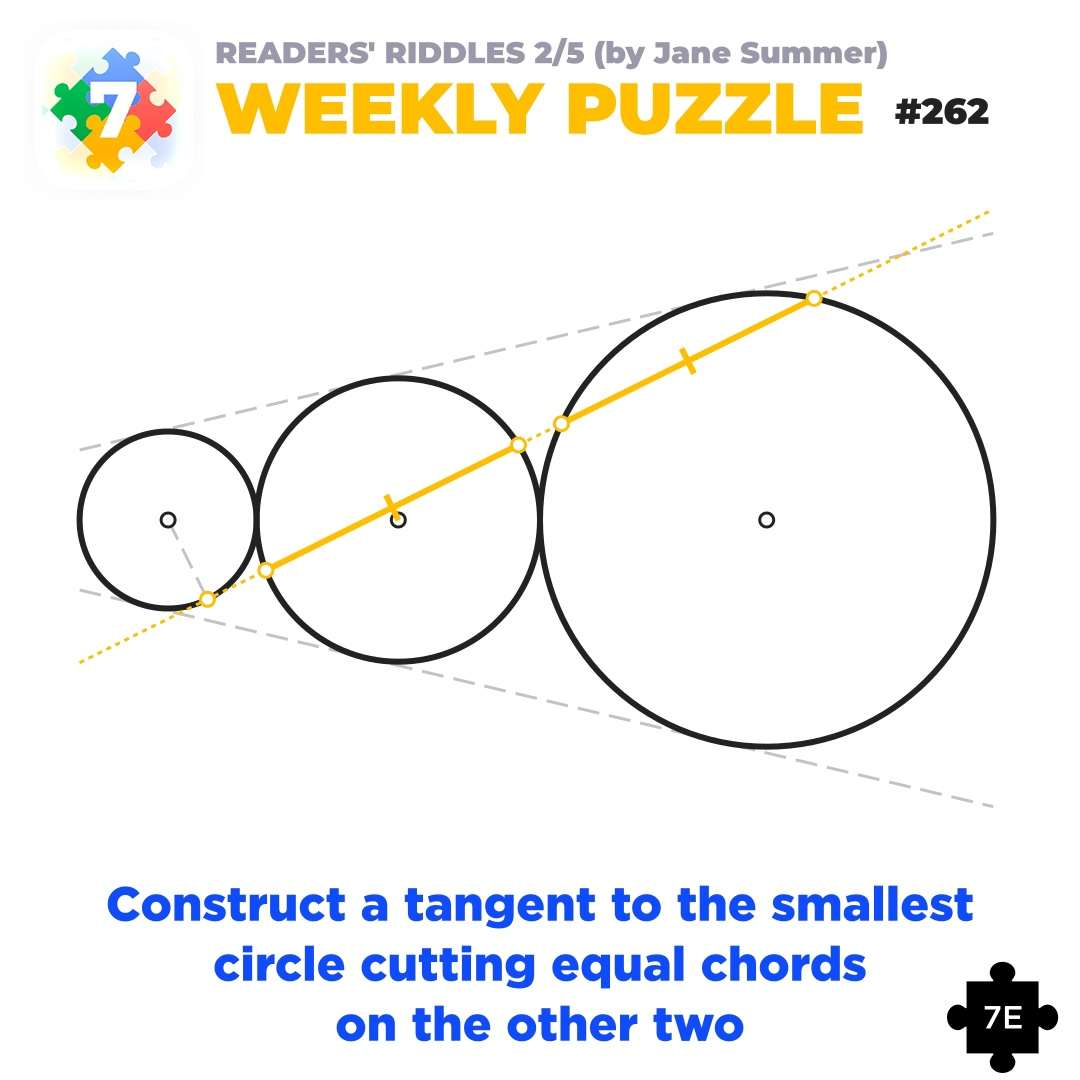 READERS' RIDDLES 2/5 (by Jane Summer)
7
WEEKLY PUZZLE #262
Construct a tangent to the smallest
circle cutting equal chords
on the other two
7E